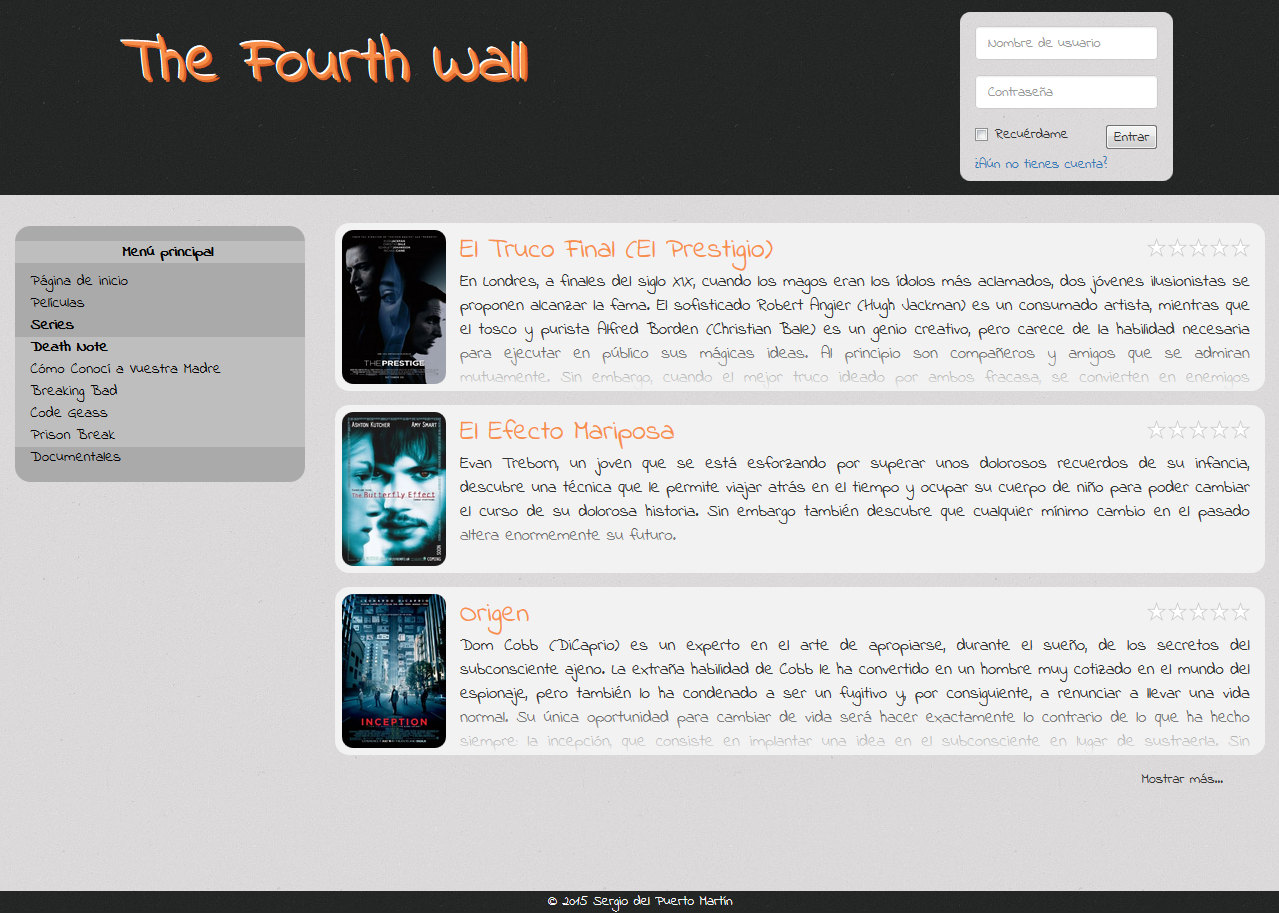 The Fourth Wall
Nombre de usuario
Contraseña
Recuérdame
Entrar
¿Aún no tienes cuenta?
Menú principal
Página de inicio
Películas
Series
Death Note
Cómo Conocí a Vuestra Madre
Breaking Bad
Code Geass
Prison Break
Documentales
THE PRESTIGE
El Truco Final (El Prestigio)
En Londres, a finales del siglo XIX, cuando los magos eran los ídolos más aclamados, dos jóvenes ilusionistas se
proponen alcanzar la fama. El sofisticado Robert Angier (Hugh Jackman) es un consumado artista, mientras que
el tosco y purista Alfred Borden (Christian Bale) es un genio creativo, pero carece de la habilidad necesaria
para ejecutar en público sus mágicas ideas. Al principio son compañeros y amigos que se admiran
mutuamente. Sin embargo, cuando el mejor truco ideado por ambos fracasa, se convierten en enemigos
ASHTON KUTCHER AMY SMART
The Butterfly Effect
COMING SOON
El Efecto Mariposa
Evan Treborn, un joven que se está esforzando por superar unos dolorosos recuerdos de su infancia,
descubre una técnica que le permite viajar atrás en el tiempo y ocupar su cuerpo de niño para poder cambiar
el curso de su dolorosa historia. Sin embargo también descubre que cualquier mínimo cambio en el pasado
altera enormemente su futuro.
LEONARDO DICAPRIO
INCEPTION
Origen
Dom Cobb (DiCaprio) es un experto en el arte de apropiarse, durante el sueño, de los secretos del
subconsciente ajeno. La extraña habilidad de Cobb le ha convertido en un hombre muy cotizado en el mundo del
espionaje, pero también lo ha condenado a ser un fugitivo y, por consiguiente, a renunciar a llevar una vida
normal. Su única oportunidad para cambiar de vida será hacer exactamente lo contrario de lo que ha hecho
siempre: la incepción, que consiste en implantar una idea en el subconsciente en lugar de sustraerla. Sin
Mostrar más...
© 2015 Sergio del Puerto Martín